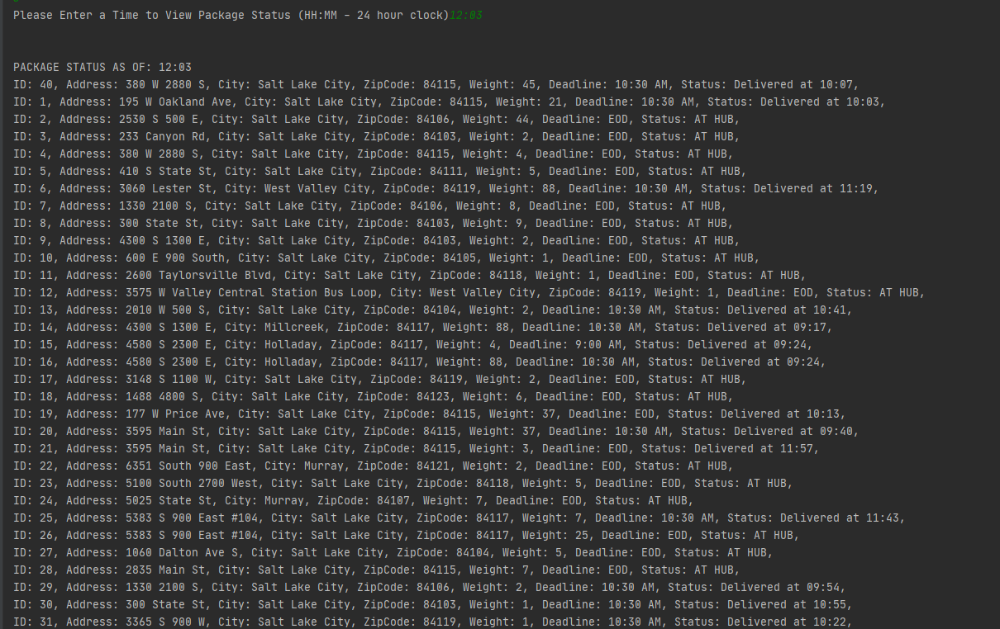 Please Enter a Time to View Package Status (HH:MM - 24 hour clock)12:03
PACKAGE STATUS AS OF: 12:03
ID: 40, Address: 380 W 2880 S, City: Salt Lake City, ZipCode: 84115, Weight: 45, Deadline: 10:30 AM, Status: Delivered at 10:07,
ID: 1, Address: 195 W Oakland Ave, City: Salt Lake City, ZipCode: 84115, Weight: 21, Deadline: 10:30 AM, Status: Delivered at 10:03,
ID: 2, Address: 2530 S 500 E, City: Salt Lake City, ZipCode: 84106, Weight: 44, Deadline: EOD, Status: AT HUB,
ID: 3, Address: 233 Canyon Rd, City: Salt Lake City, ZipCode: 84103, Weight: 2, Deadline: EOD, Status: AT HUB,
ID: 4, Address: 380 W 2880 S, City: Salt Lake City, ZipCode: 84115, Weight: 4, Deadline: EOD, Status: AT HUB,
ID: 5, Address: 410 S State St, City: Salt Lake City, ZipCode: 84111, Weight: 5, Deadline: EOD, Status: AT HUB,
ID: 6, Address: 3060 Lester St, City: West Valley City, ZipCode: 84119, Weight: 88, Deadline: 10:30 AM, Status: Delivered at 11:19,
ID: 7, Address: 1330 2100 S, City: Salt Lake City, ZipCode: 84106, Weight: 8, Deadline: EOD, Status: AT HUB,
ID: 8, Address: 300 State St, City: Salt Lake City, ZipCode: 84103, Weight: 9, Deadline: EOD, Status: AT HUB,
ID: 9, Address: 4300 S 1300 E, City: Salt Lake City, ZipCode: 84103, Weight: 2, Deadline: EOD, Status: AT HUB,
ID: 10, Address: 600 E 900 South, City: Salt Lake City, ZipCode: 84105, Weight: 1, Deadline: EOD, Status: AT HUB,
ID: 11, Address: 2600 Taylorsville Blvd, City: Salt Lake City, ZipCode: 84118, Weight: 1, Deadline: EOD, Status: AT HUB,
ID: 12, Address: 3575 W Valley Central Station Bus Loop, City: West Valley City, ZipCode: 84119, Weight: 1, Deadline: EOD, Status: AT HUB,
ID: 13, Address: 2010 W 500 S, City: Salt Lake City, ZipCode: 84104, Weight: 2, Deadline: 10:30 AM, Status: Delivered at 10:41,
ID: 14, Address: 4300 S 1300 E, City: Millcreek, ZipCode: 84117, Weight: 88, Deadline: 10:30 AM, Status: Delivered at 09:17,
ID: 15, Address: 4580 S 2300 E, City: Holladay, ZipCode: 84117, Weight: 4, Deadline: 9:00 AM, Status: Delivered at 09:24,
ID: 16, Address: 4580 S 2300 E, City: Holladay, ZipCode: 84117, Weight: 88, Deadline: 10:30 AM, Status: Delivered at 09:24,
ID: 17, Address: 3148 S 1100 W, City: Salt Lake City, ZipCode: 84119, Weight: 2, Deadline: EOD, Status: AT HUB,
ID: 18, Address: 1488 4800 S, City: Salt Lake City, ZipCode: 84123, Weight: 6, Deadline: EOD, Status: AT HUB,
ID: 19, Address: 177 W Price Ave, City: Salt Lake City, ZipCode: 84115, Weight: 37, Deadline: EOD, Status: Delivered at 10:13,
ID: 20, Address: 3595 Main St, City: Salt Lake City, ZipCode: 84115, Weight: 37, Deadline: 10:30 AM, Status: Delivered at 09:40,
ID: 21, Address: 3595 Main St, City: Salt Lake City, ZipCode: 84115, Weight: 3, Deadline: EOD, Status: Delivered at 11:57,
ID: 22, Address: 6351 South 900 East, City: Murray, ZipCode: 84121, Weight: 2, Deadline: EOD, Status: AT HUB,
ID: 23, Address: 5100 South 2700 West, City: Salt Lake City, ZipCode: 84118, Weight: 5, Deadline: EOD, Status: AT HUB,
ID: 24, Address: 5025 State St, City: Murray, ZipCode: 84107, Weight: 7, Deadline: EOD, Status: AT HUB,
ID: 25, Address: 5383 S 900 East #104, City: Salt Lake City, ZipCode: 84117, Weight: 7, Deadline: 10:30 AM, Status: Delivered at 11:43,
ID: 26, Address: 5383 S 900 East #104, City: Salt Lake City, ZipCode: 84117, Weight: 25, Deadline: EOD, Status: AT HUB,
ID: 27, Address: 1060 Dalton Ave S, City: Salt Lake City, ZipCode: 84104, Weight: 5, Deadline: EOD, Status: AT HUB,
ID: 28, Address: 2835 Main St, City: Salt Lake City, ZipCode: 84115, Weight: 7, Deadline: EOD, Status: AT HUB,
ID: 29, Address: 1330 2100 S, City: Salt Lake City, ZipCode: 84106, Weight: 2, Deadline: 10:30 AM, Status: Delivered at 09:54,
ID: 30, Address: 300 State St, City: Salt Lake City, ZipCode: 84103, Weight: 1, Deadline: 10:30 AM, Status: Delivered at 10:55,
ID: 31, Address: 3365 S 900 W, City: Salt Lake City, ZipCode: 84119, Weight: 1, Deadline: 10:30 AM, Status: Delivered at 10:22,